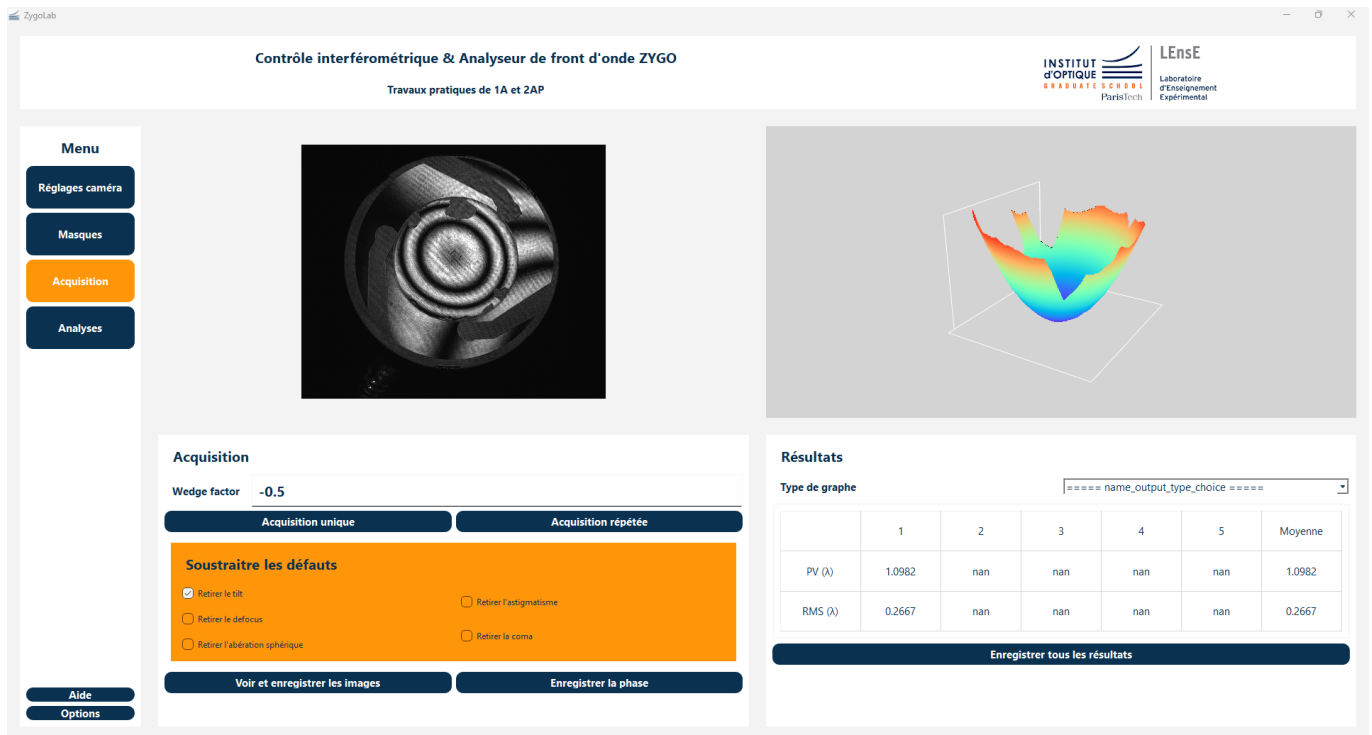 ZygoLab
Contrôle interférométrique & Analyseur de front d'onde ZYGO
Travaux pratiques de 1A et 2AP
INSTITUT
d'OPTIQUE
GRADUATE SCHOOL
ParisTech
LEnsE
Laboratoire
d'Enseignement
Expérimental
Menu
Réglages caméra
Masques
Acquisition
Analyses
Aide
Options
Acquisition
Wedge factor -0.5
Acquisition unique Acquisition répétée
Soustraitre les défauts
Retirer le tilt
Retirer le defocus
Retirer l'abération sphérique
Retirer l'astigmatisme
Retirer la coma
Voir et enregistrer les images Enregistrer la phase
Résultats
Type de graphe ===== name_output_type_choice =====
1 2 3 4 5 Moyenne
PV (λ) 1.0982 nan nan nan nan 1.0982
RMS (λ) 0.2667 nan nan nan nan 0.2667
Enregistrer tous les résultats